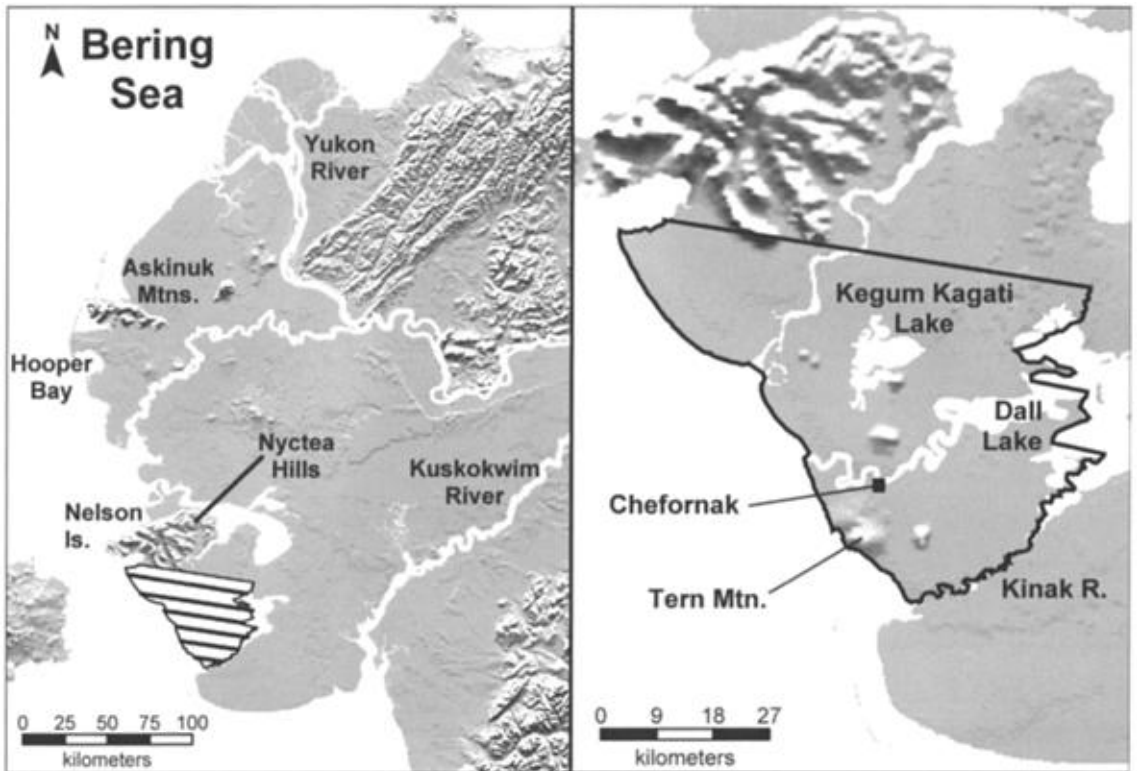 N
Bering
Sea
Yukon
River
Askinuk
Mtns.
Hooper
Bay
Nyctea
Hills
Kuskokwim
River
Nelson
Is.
0 25 50 75 100
kilometers
Kegum Kagati
Lake
Dall
Lake
Chefornak
Tern Mtn.
Kinak R.
0 9 18 27
kilometers